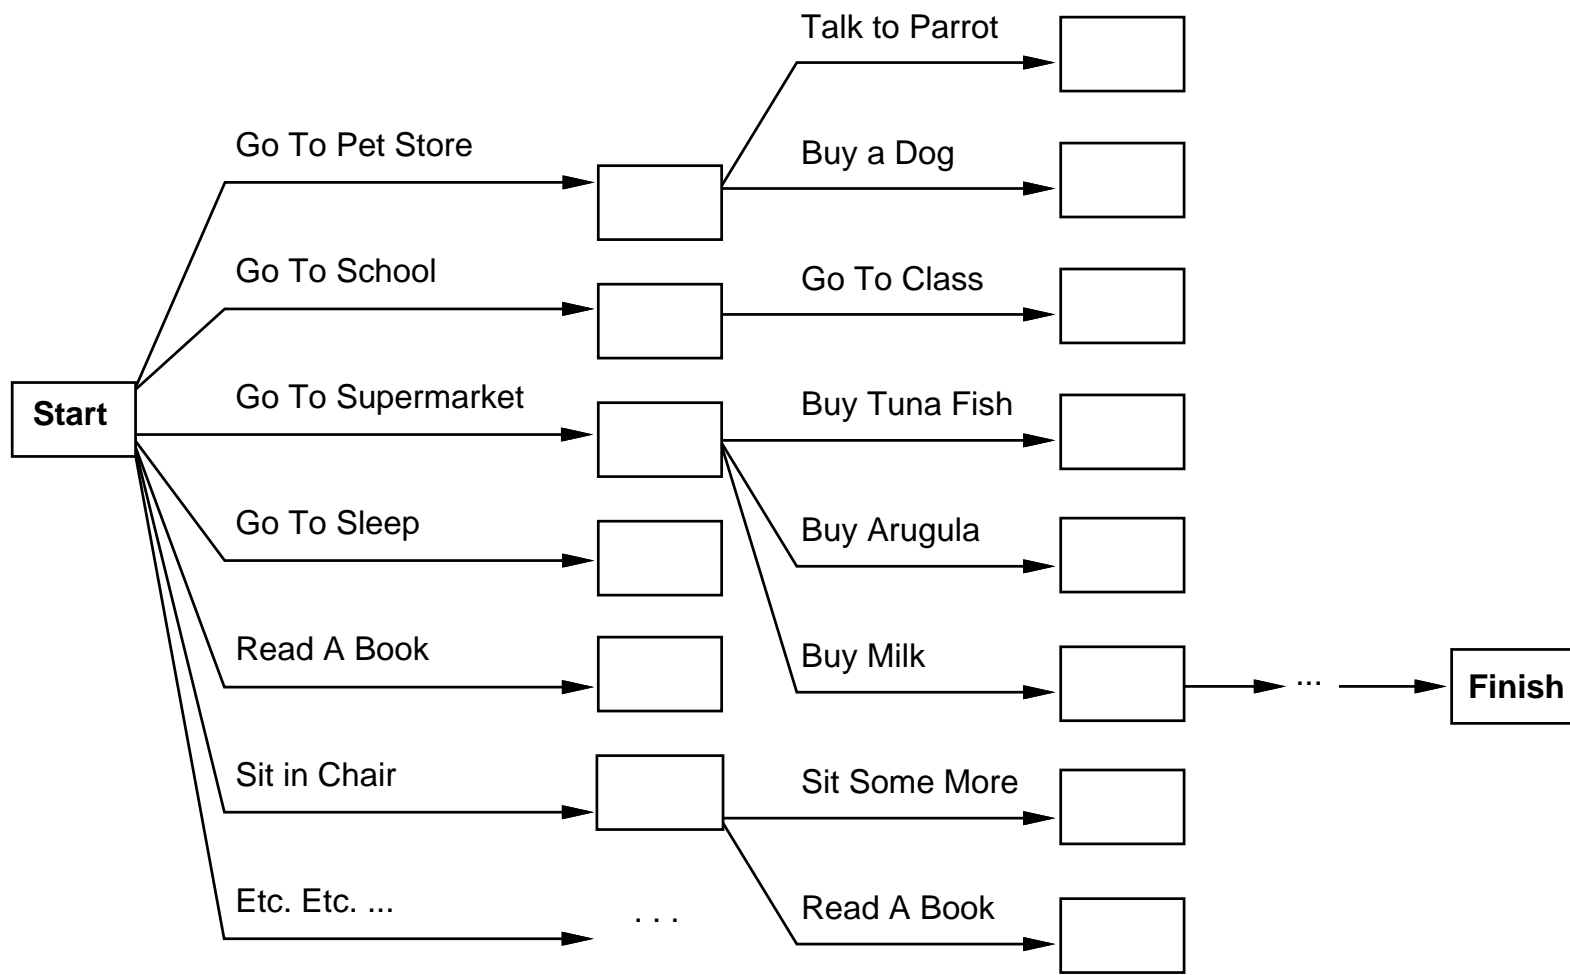 Talk to Parrot
Go To Pet Store
Buy a Dog
Go To School
Go To Class
Start
Go To Supermarket
Buy Tuna Fish
Go To Sleep
Buy Arugula
Read A Book
Buy Milk
...
Finish
Sit in Chair
Sit Some More
Etc. Etc. ...
. . .
Read A Book